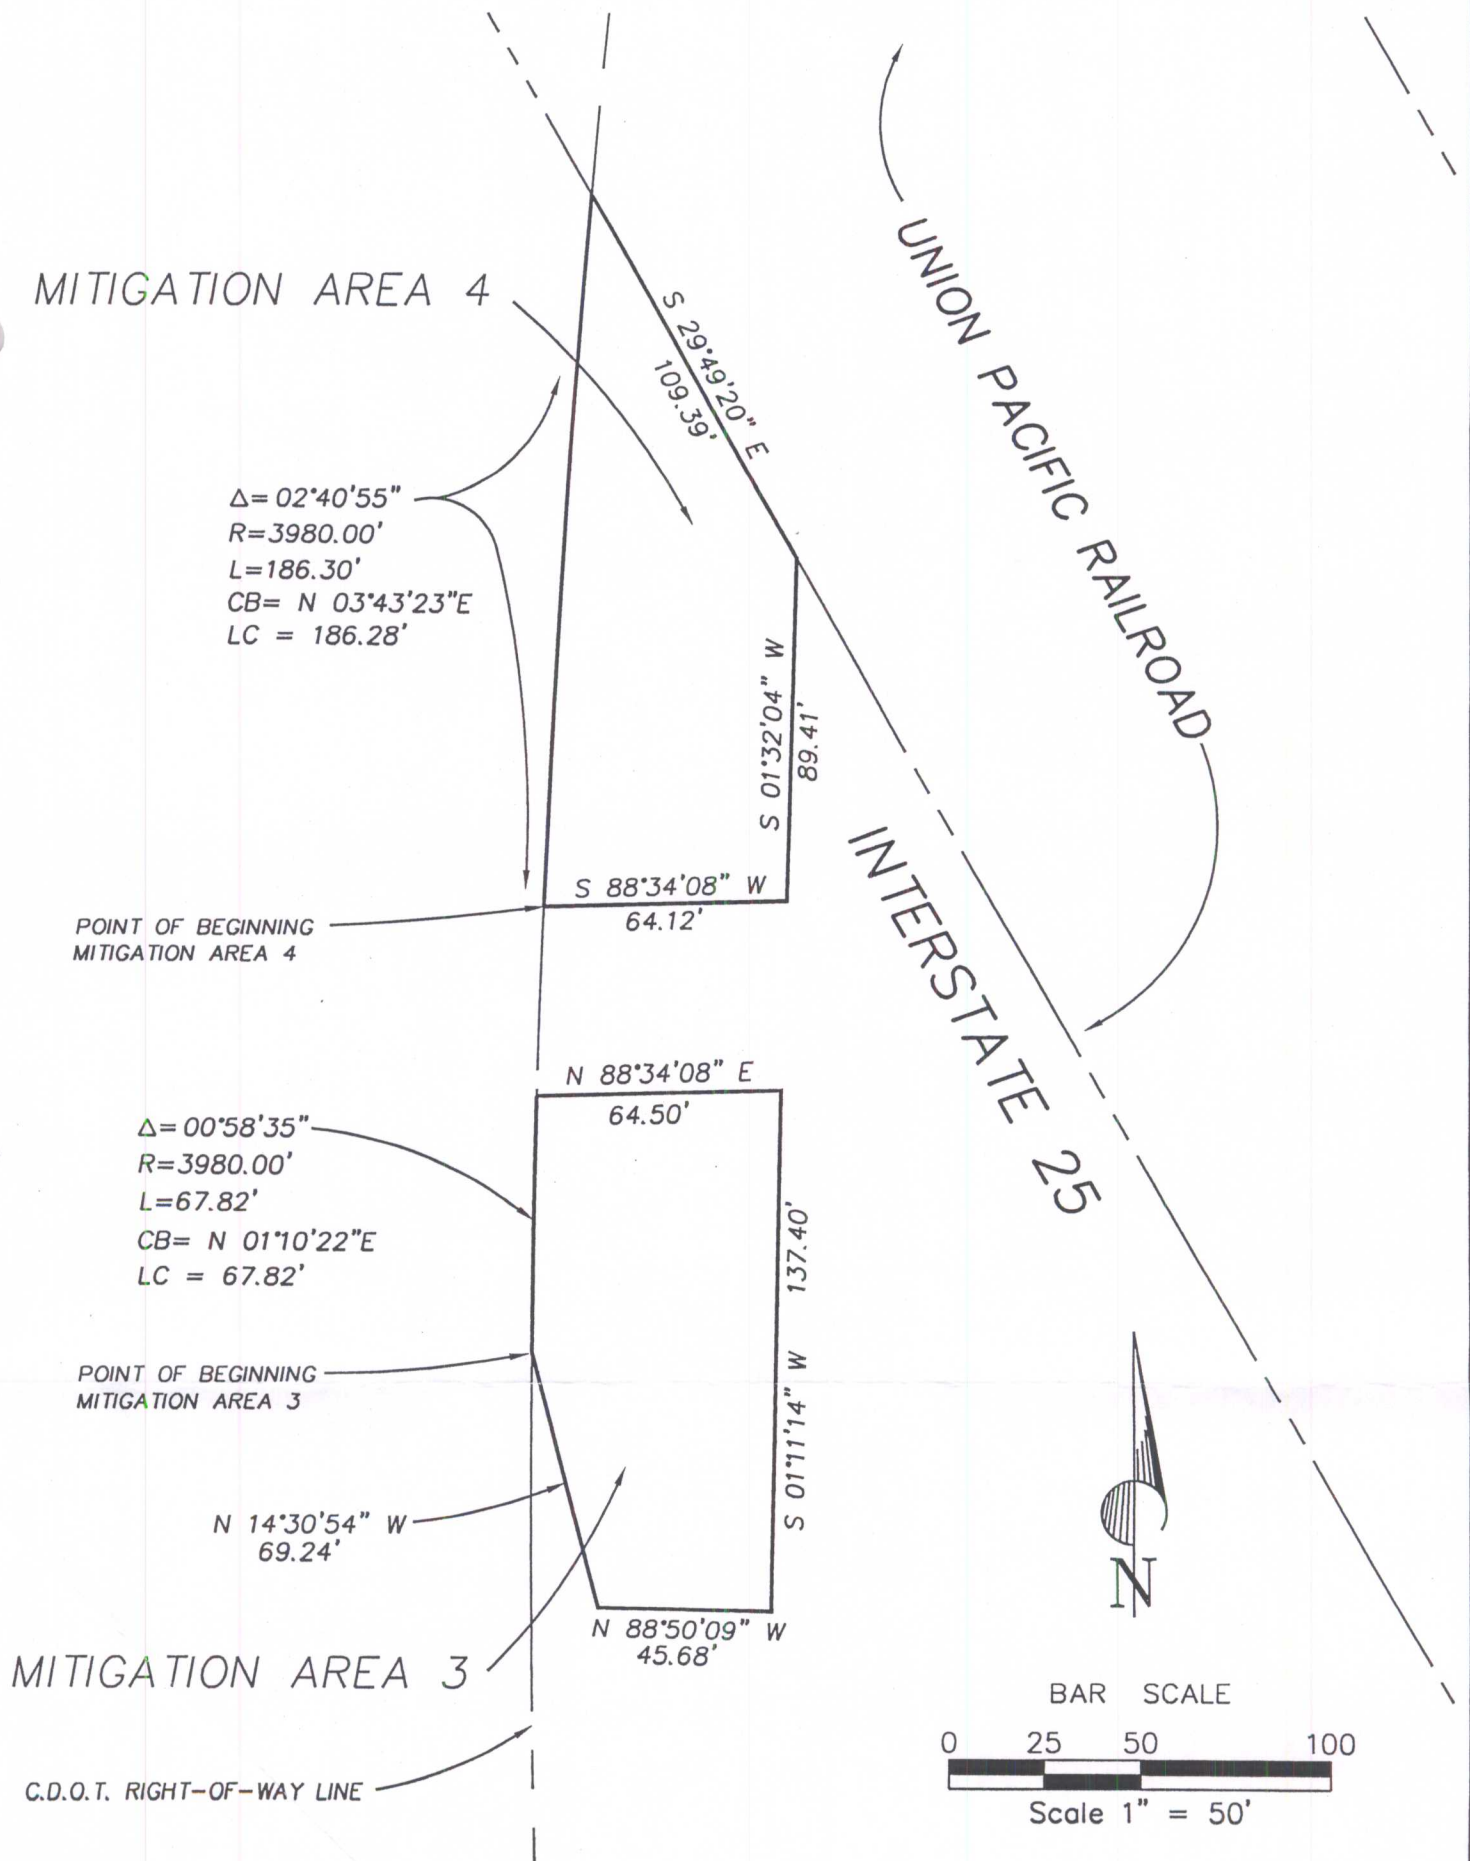 MITIGATION AREA 4
S 29°49'20" E
109.39'
UNION PACIFIC RAILROAD
Δ= 02°40'55"
R=3980.00'
L=186.30'
CB= N 03°43'23"E
LC = 186.28'
S 01°32'04" W
89.41'
S 88°34'08" W
64.12'
POINT OF BEGINNING
MITIGATION AREA 4
INTERSTATE 25
N 88°34'08" E
64.50'
Δ= 00°58'35"
R=3980.00'
L=67.82'
CB= N 01°10'22"E
LC = 67.82'
S 01°11'14" W 137.40'
POINT OF BEGINNING
MITIGATION AREA 3
N 14°30'54" W
69.24'
N
N 88°50'09" W
45.68'
MITIGATION AREA 3
BAR SCALE
0 25 50 100
Scale 1" = 50'
C.D.O.T. RIGHT-OF-WAY LINE